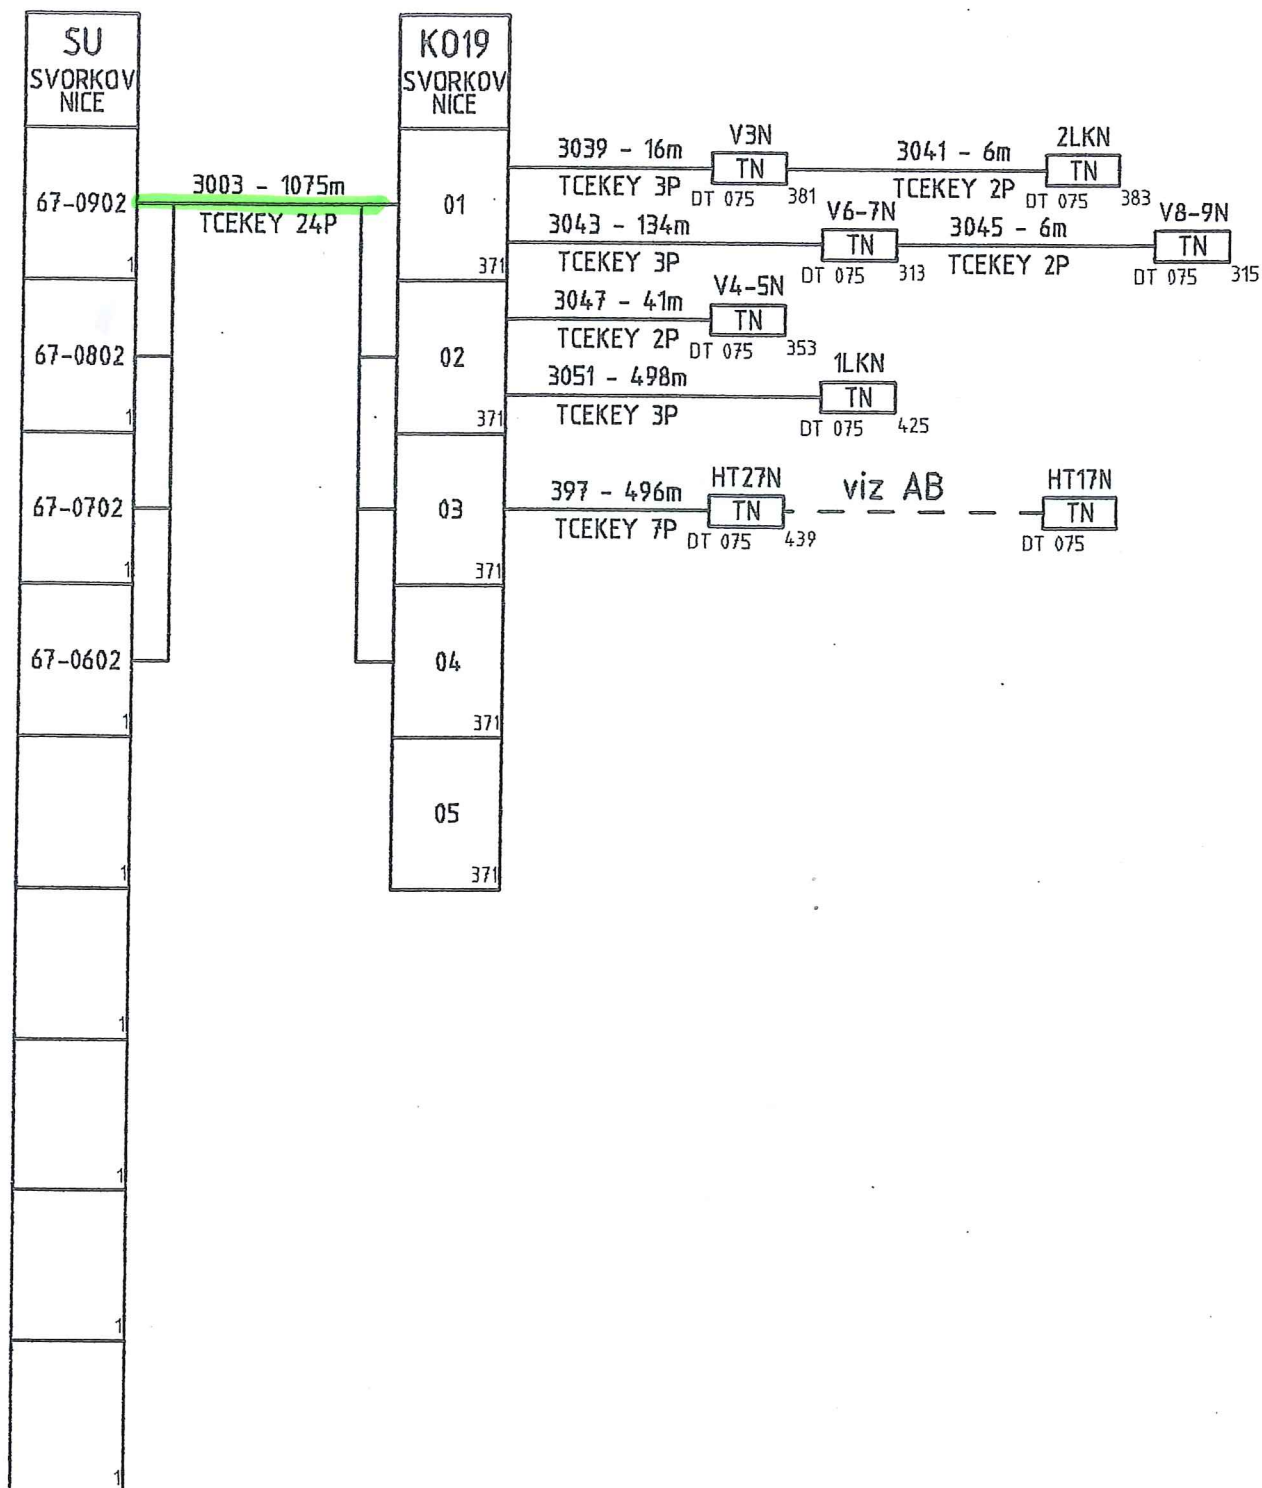 SU
SVORKOV
NICE
67-0902
1
67-0802
1
67-0702
1
67-0602
1
1
1
1
1
1
3003 - 1075m
TCEKEY 24P
K019
SVORKOV
NICE
01
371
02
371
03
371
04
371
05
371
3039 - 16m
TCEKEY 3P
V3N
TN
DT 075
381
3041 - 6m
TCEKEY 2P
2LKN
TN
DT 075
383
3043 - 134m
TCEKEY 3P
V6-7N
TN
DT 075
313
3045 - 6m
TCEKEY 2P
V8-9N
TN
DT 075
315
3047 - 41m
TCEKEY 2P
V4-5N
TN
DT 075
353
3051 - 498m
TCEKEY 3P
1LKN
TN
DT 075
425
397 - 496m
TCEKEY 7P
HT27N
TN
DT 075
439
viz AB
HT17N
TN
DT 075